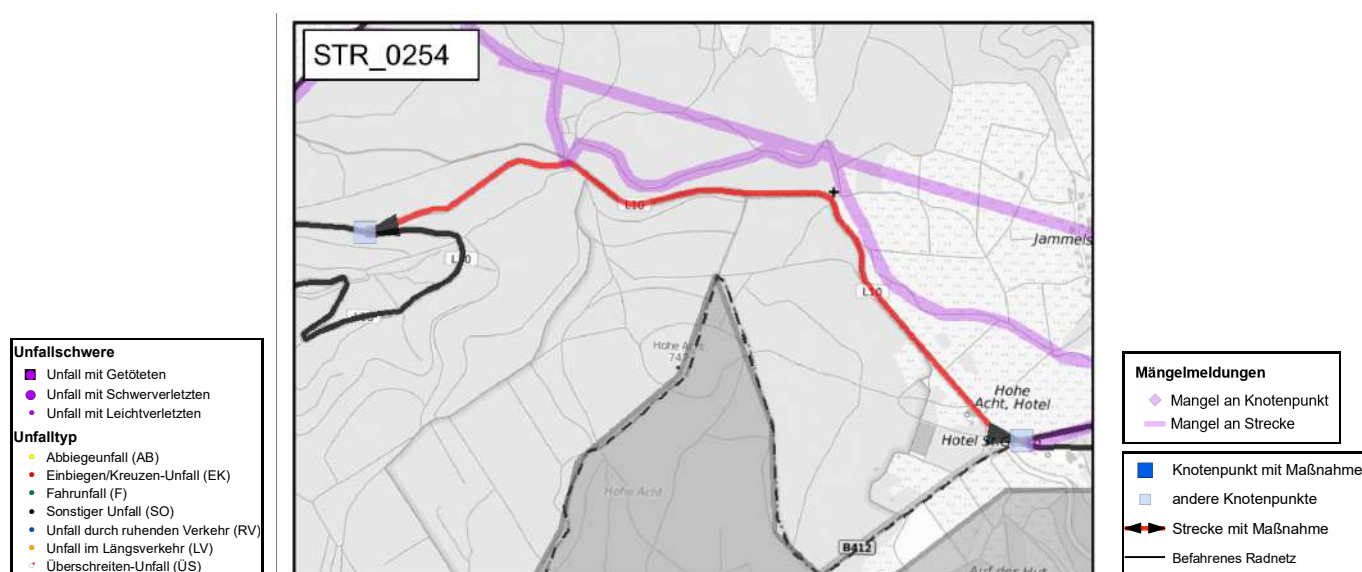 STR_0254
L10
L10
L10
Jammels
Hohe Acht
747
Hohe
Acht, Hotel
Hotel St.
Hohe Acht
B412
Auf der Hut
Unfallschwere
Unfall mit Getöteten
Unfall mit Schwerverletzten
Unfall mit Leichtverletzten
Unfalltyp
Abbiegeunfall (AB)
Einbiegen/Kreuzen-Unfall (EK)
Fahrunfall (F)
Sonstiger Unfall (SO)
Unfall durch ruhenden Verkehr (RV)
Unfall im Längsverkehr (LV)
Überschreiten-Unfall (ÜS)
Mängelmeldungen
Mangel an Knotenpunkt
Mangel an Strecke
Knotenpunkt mit Maßnahme
andere Knotenpunkte
Strecke mit Maßnahme
Befahrenes Radnetz